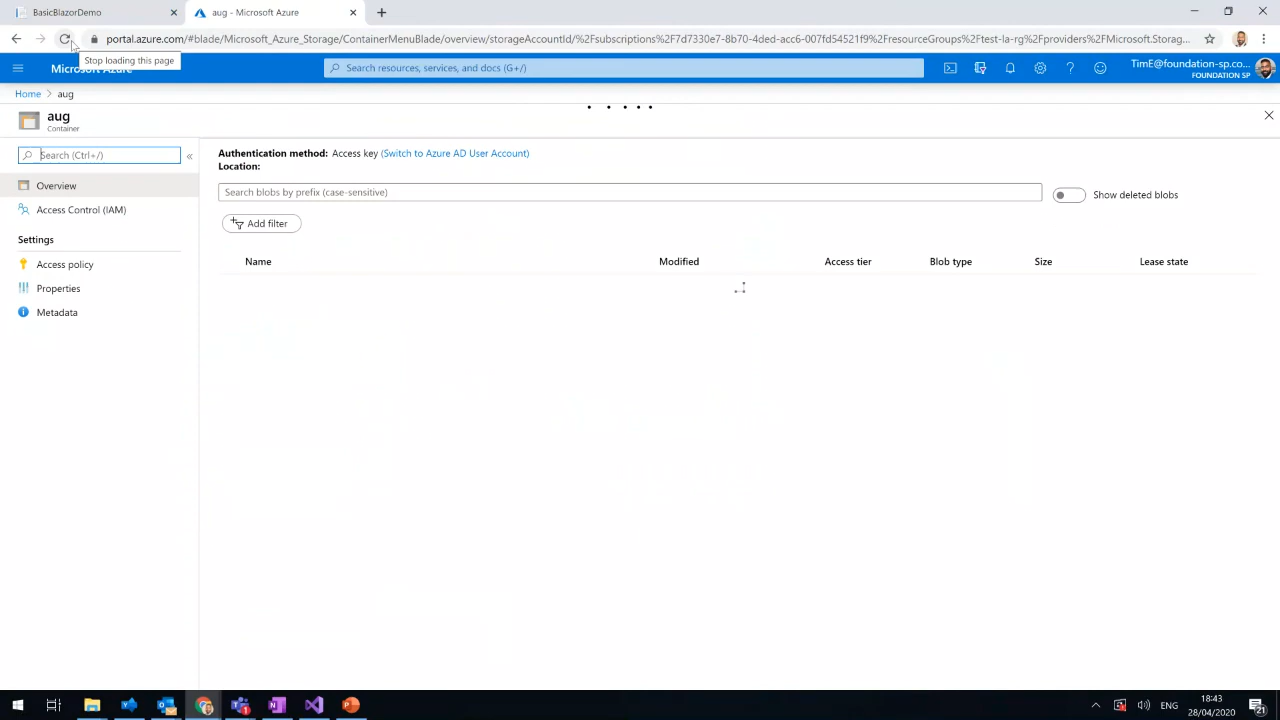 BasicBlazorDemo
aug - Microsoft Azure
portal.azure.com/#blade/Microsoft_Azure_Storage/ContainerMenuBlade/overview/storageAccountId/%2Fsubscriptions%2F7d7330e7-8b70-4ded-acc6-007fd54521f9%2FresourceGroups%2Ftest-la-rg%2Fproviders%2FMicrosoft.Storag...
Stop loading this page
Microsoft Azure
Search resources, services, and docs (G+/)
TimE@foundation-sp.co...
FOUNDATION SP
Home > aug
aug
Container
Search (Ctrl+/)
«
Overview
Access Control (IAM)
Settings
Access policy
Properties
Metadata
Authentication method: Access key (Switch to Azure AD User Account)
Location:
Search blobs by prefix (case-sensitive)
Show deleted blobs
Add filter
Name Modified Access tier Blob type Size Lease state
ENG
18:43
28/04/2020
21